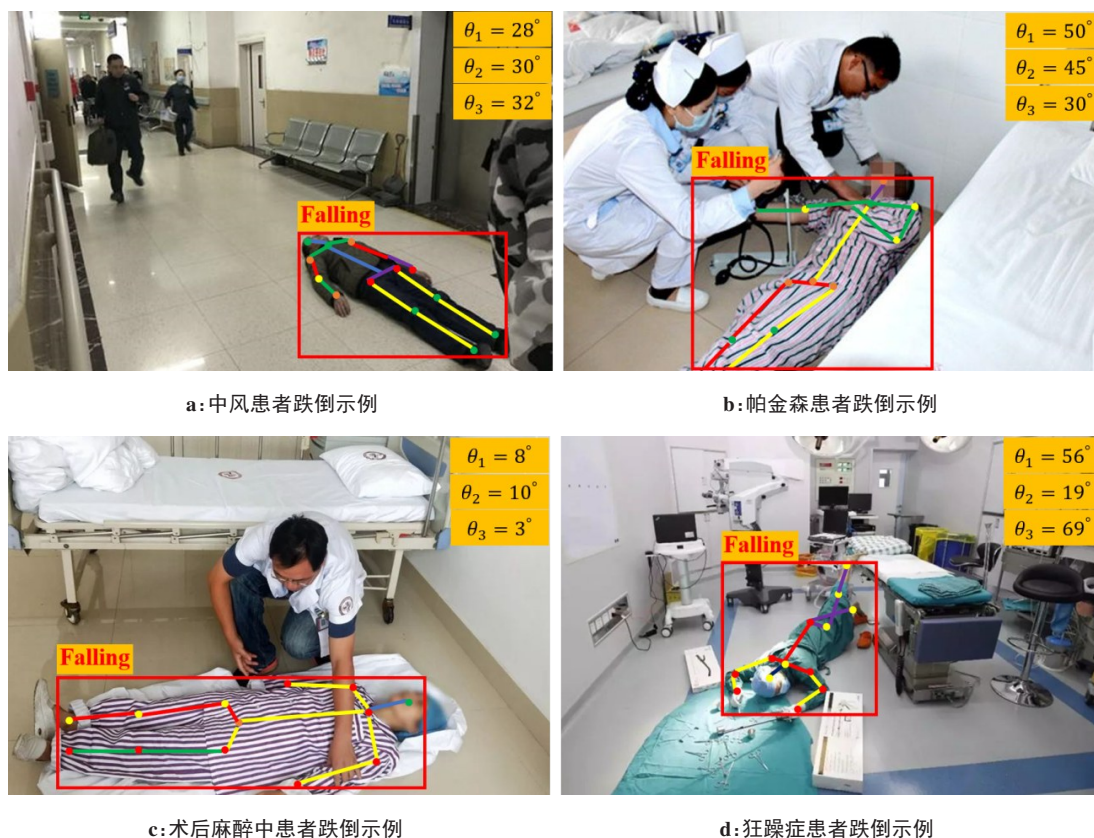 θ₁ = 28°
θ₂ = 30°
θ₃ = 32°
Falling
a:中风患者跌倒示例
θ₁ = 50°
θ₂ = 45°
θ₃ = 30°
Falling
b:帕金森患者跌倒示例
θ₁ = 8°
θ₂ = 10°
θ₃ = 3°
Falling
c:术后麻醉中患者跌倒示例
θ₁ = 56°
θ₂ = 19°
θ₃ = 69°
Falling
d:狂躁症患者跌倒示例